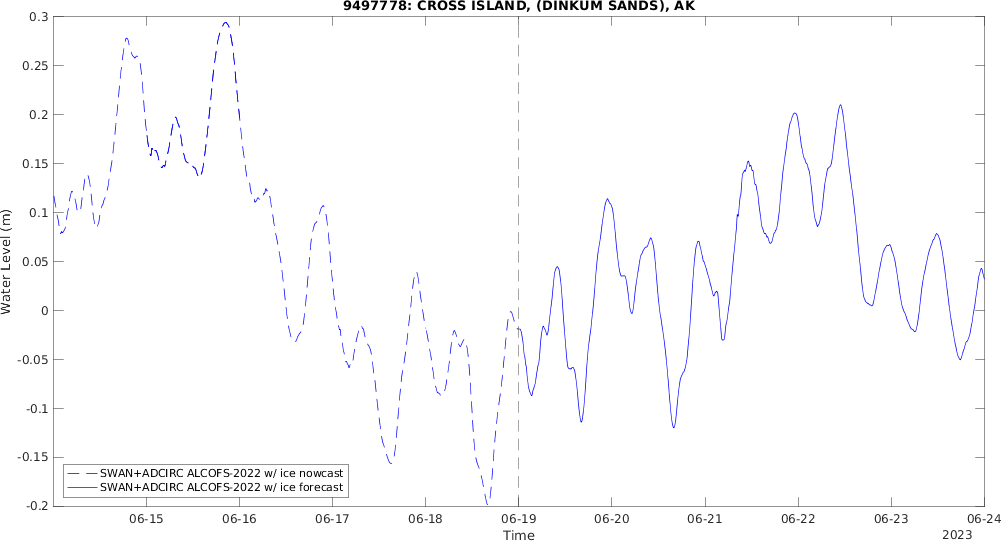 9497778: CROSS ISLAND, (DINKUM SANDS), AK
0.3
0.25
0.2
0.15
0.1
0.05
0
-0.05
-0.1
-0.15
-0.2
Water Level (m)
SWAN+ADCIRC ALCOFS-2022 w/ ice nowcast
SWAN+ADCIRC ALCOFS-2022 w/ ice forecast
06-15 06-16 06-17 06-18 06-19 06-20 06-21 06-22 06-23 06-24
Time
2023